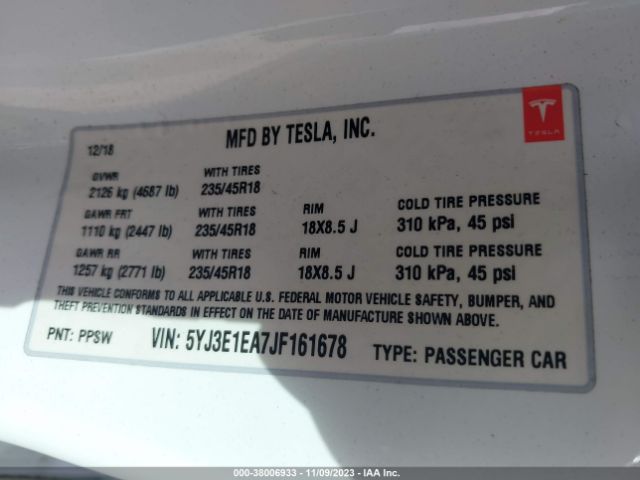 MFD BY TESLA, INC.
TESLA
12/18
GVWR WITH TIRES
2126 kg (4687 lb) 235/45R18
GAWR FRT WITH TIRES RIM COLD TIRE PRESSURE
1110 kg (2447 lb) 235/45R18 18X8.5 J 310 kPa, 45 psi
GAWR RR WITH TIRES RIM COLD TIRE PRESSURE
1257 kg (2771 lb) 235/45R18 18X8.5 J 310 kPa, 45 psi
THIS VEHICLE CONFORMS TO ALL APPLICABLE U.S. FEDERAL MOTOR VEHICLE SAFETY, BUMPER, AND
THEFT PREVENTION STANDARDS IN EFFECT ON THE DATE OF MANUFACTURE SHOWN ABOVE.
PNT: PPSW VIN: 5YJ3E1EA7JF161678 TYPE: PASSENGER CAR
000-38006933 - 11/09/2023 - IAA Inc.